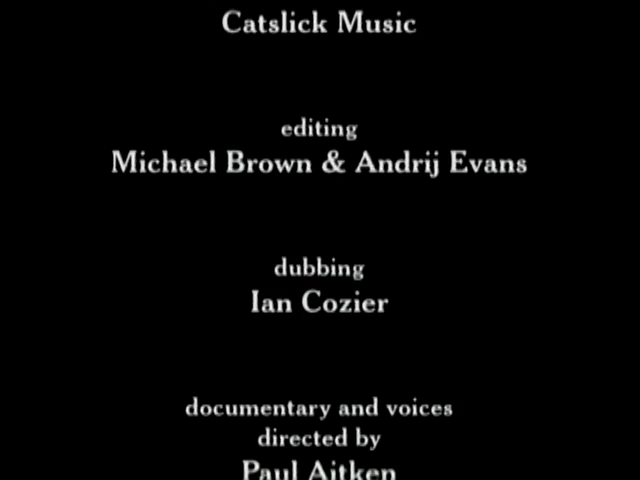 Catslick Music
editing
Michael Brown & Andrij Evans
dubbing
Ian Cozier
documentary and voices
directed by
Paul Aitken